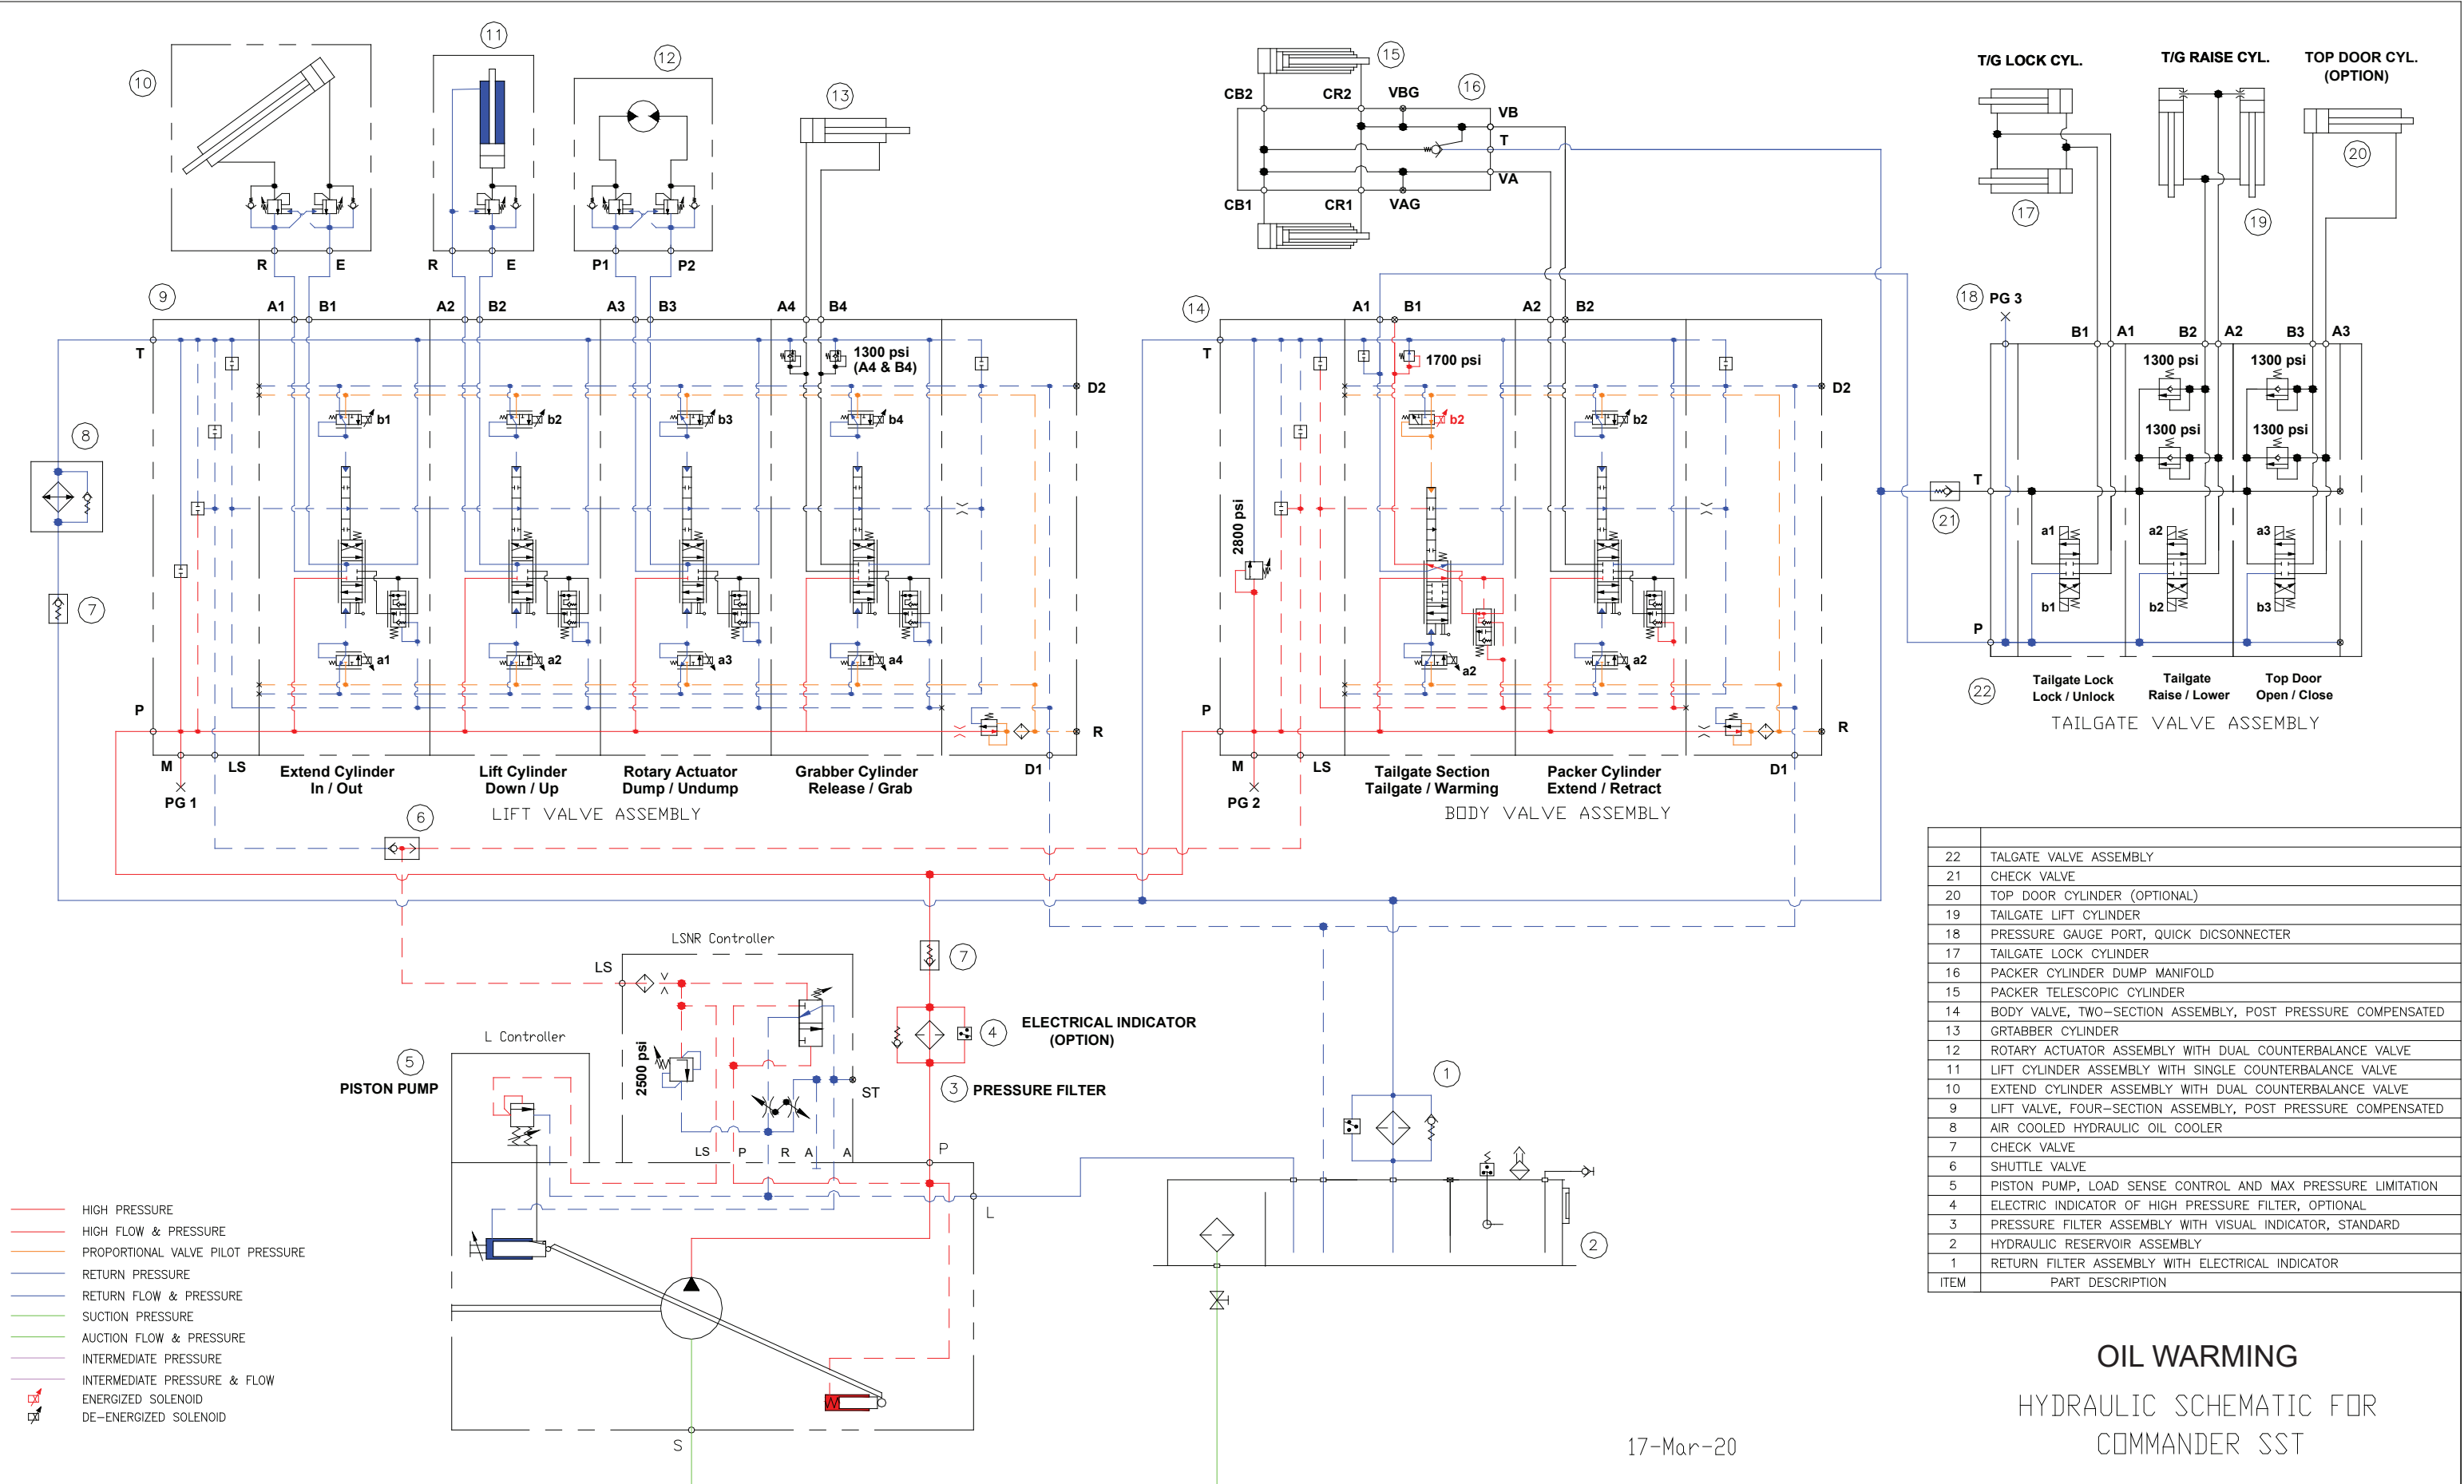 11
10
12
13
15
16
CB2
CR2
VBG
VB
T
VA
CB1
CR1
VAG
T/G LOCK CYL.
T/G RAISE CYL.
TOP DOOR CYL.
(OPTION)
17
19
20
R
E
R
E
P1
P2
9
A1
B1
A2
B2
A3
B3
A4
B4
14
A1
B1
A2
B2
18
PG 3
B1
A1
B2
A2
B3
A3
T
1300 psi
(A4 & B4)
D2
T
1700 psi
D2
1300 psi
1300 psi
1300 psi
1300 psi
b1
b2
b3
b4
b2
b2
8
7
2800 psi
T
21
a1
a2
a3
b1
b2
b3
P
a1
a2
a3
a4
a2
a2
22
Tailgate Lock
Lock / Unlock
Tailgate
Raise / Lower
Top Door
Open / Close
TAILGATE VALVE ASSEMBLY
P
R
P
R
M
LS
PG 1
Extend Cylinder
In / Out
Lift Cylinder
Down / Up
Rotary Actuator
Dump / Undump
Grabber Cylinder
Release / Grab
D1
LIFT VALVE ASSEMBLY
M
LS
PG 2
Tailgate Section
Tailgate / Warming
Packer Cylinder
Extend / Retract
D1
BODY VALVE ASSEMBLY
6
LSNR Controller
LS
7
L Controller
5
PISTON PUMP
2500 psi
ELECTRICAL INDICATOR
(OPTION)
4
3
PRESSURE FILTER
ST
LS
P
R
A
A
P
L
S
1
2
22 TALGATE VALVE ASSEMBLY
21 CHECK VALVE
20 TOP DOOR CYLINDER (OPTIONAL)
19 TAILGATE LIFT CYLINDER
18 PRESSURE GAUGE PORT, QUICK DICSONNECTER
17 TAILGATE LOCK CYLINDER
16 PACKER CYLINDER DUMP MANIFOLD
15 PACKER TELESCOPIC CYLINDER
14 BODY VALVE, TWO-SECTION ASSEMBLY, POST PRESSURE COMPENSATED
13 GRTABBER CYLINDER
12 ROTARY ACTUATOR ASSEMBLY WITH DUAL COUNTERBALANCE VALVE
11 LIFT CYLINDER ASSEMBLY WITH SINGLE COUNTERBALANCE VALVE
10 EXTEND CYLINDER ASSEMBLY WITH DUAL COUNTERBALANCE VALVE
9 LIFT VALVE, FOUR-SECTION ASSEMBLY, POST PRESSURE COMPENSATED
8 AIR COOLED HYDRAULIC OIL COOLER
7 CHECK VALVE
6 SHUTTLE VALVE
5 PISTON PUMP, LOAD SENSE CONTROL AND MAX PRESSURE LIMITATION
4 ELECTRIC INDICATOR OF HIGH PRESSURE FILTER, OPTIONAL
3 PRESSURE FILTER ASSEMBLY WITH VISUAL INDICATOR, STANDARD
2 HYDRAULIC RESERVOIR ASSEMBLY
1 RETURN FILTER ASSEMBLY WITH ELECTRICAL INDICATOR
ITEM PART DESCRIPTION
HIGH PRESSURE
HIGH FLOW & PRESSURE
PROPORTIONAL VALVE PILOT PRESSURE
RETURN PRESSURE
RETURN FLOW & PRESSURE
SUCTION PRESSURE
AUCTION FLOW & PRESSURE
INTERMEDIATE PRESSURE
INTERMEDIATE PRESSURE & FLOW
ENERGIZED SOLENOID
DE-ENERGIZED SOLENOID
OIL WARMING
HYDRAULIC SCHEMATIC FOR
COMMANDER SST
17-Mar-20